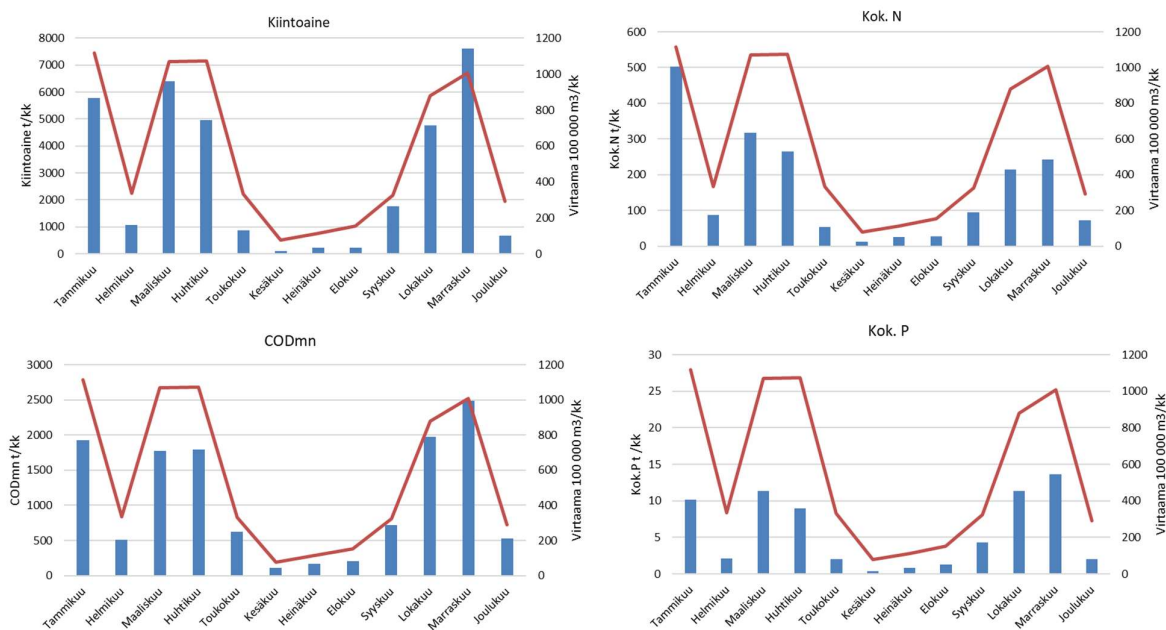 Kiintoaine
8000
7000
6000
5000
4000
3000
2000
1000
0
Kiintoaine t/kk
1200
1000
800
600
400
200
0
Virtaama 100 000 m3/kk
Tammikuu
Helmikuu
Maaliskuu
Huhtikuu
Toukokuu
Kesäkuu
Heinäkuu
Elokuu
Syyskuu
Lokakuu
Marraskuu
Joulukuu
Kok. N
600
500
400
300
200
100
0
Kok.N t/kk
1200
1000
800
600
400
200
0
Virtaama 100 000 m3/kk
Tammikuu
Helmikuu
Maaliskuu
Huhtikuu
Toukokuu
Kesäkuu
Heinäkuu
Elokuu
Syyskuu
Lokakuu
Marraskuu
Joulukuu
CODmn
3000
2500
2000
1500
1000
500
0
CODmn t/kk
1200
1000
800
600
400
200
0
Virtaama 100 000 m3/kk
Tammikuu
Helmikuu
Maaliskuu
Huhtikuu
Toukokuu
Kesäkuu
Heinäkuu
Elokuu
Syyskuu
Lokakuu
Marraskuu
Joulukuu
Kok. P
30
25
20
15
10
5
0
Kok.P t /kk
1200
1000
800
600
400
200
0
Virtaama 100 000 m3/kk
Tammikuu
Helmikuu
Maaliskuu
Huhtikuu
Toukokuu
Kesäkuu
Heinäkuu
Elokuu
Syyskuu
Lokakuu
Marraskuu
Joulukuu